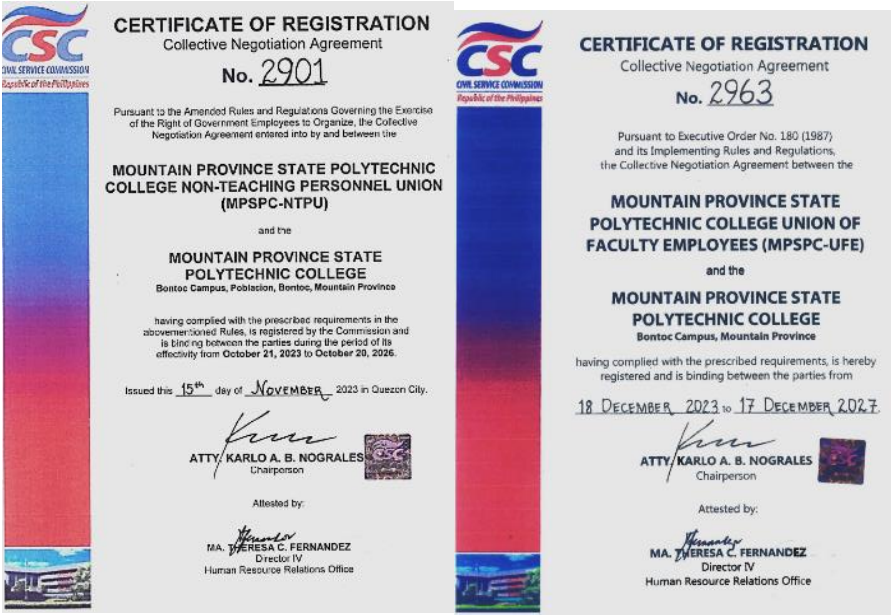 CSC
CIVIL SERVICE COMMISSION
Republic of the Philippines
CERTIFICATE OF REGISTRATION
Collective Negotiation Agreement
No. 2901
Pursuant to the Amended Rules and Regulations Governing the Exercise
of the Right of Government Employees to Organize, the Collective
Negotiation Agreement entered into by and between the
MOUNTAIN PROVINCE STATE POLYTECHNIC
COLLEGE NON-TEACHING PERSONNEL UNION
(MPSPC-NTPU)
and the
MOUNTAIN PROVINCE STATE
POLYTECHNIC COLLEGE
Bontoc Campus, Poblacion, Bontoc, Mountain Province
having complied with the prescribed requirements in the
abovementioned Rules, is registered by the Commission and
is binding between the parties during the period of its
effectivity from October 21, 2023 to October 20, 2026.
Issued this 15th day of NOVEMBER 2023 in Quezon City.
ATTY. KARLO A. B. NOGRALES
Chairperson
CSC
Attested by:
MA. THERESA C. FERNANDEZ
Director IV
Human Resource Relations Office
CSC
CIVIL SERVICE COMMISSION
Republic of the Philippines
CERTIFICATE OF REGISTRATION
Collective Negotiation Agreement
No. 2963
Pursuant to Executive Order No. 180 (1987)
and its Implementing Rules and Regulations,
the Collective Negotiation Agreement between the
MOUNTAIN PROVINCE STATE
POLYTECHNIC COLLEGE UNION OF
FACULTY EMPLOYEES (MPSPC-UFE)
and the
MOUNTAIN PROVINCE STATE
POLYTECHNIC COLLEGE
Bontoc Campus, Mountain Province
having complied with the prescribed requirements, is hereby
registered and is binding between the parties from
18 DECEMBER 2023 to 17 DECEMBER 2027.
ATTY. KARLO A. B. NOGRALES
Chairperson
CSC
Attested by:
MA. THERESA C. FERNANDEZ
Director IV
Human Resource Relations Office